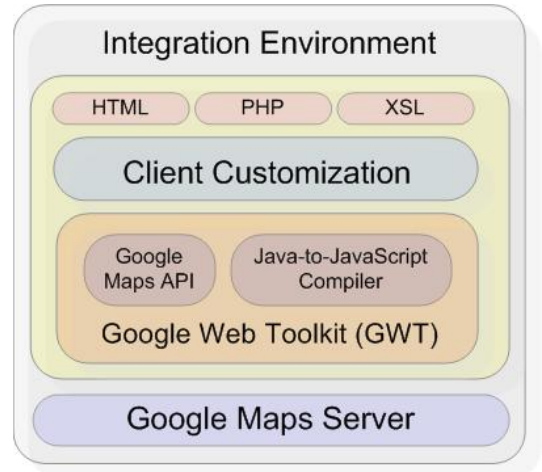 Integration Environment
HTML PHP XSL
Client Customization
Google
Maps API
Java-to-JavaScript
Compiler
Google Web Toolkit (GWT)
Google Maps Server